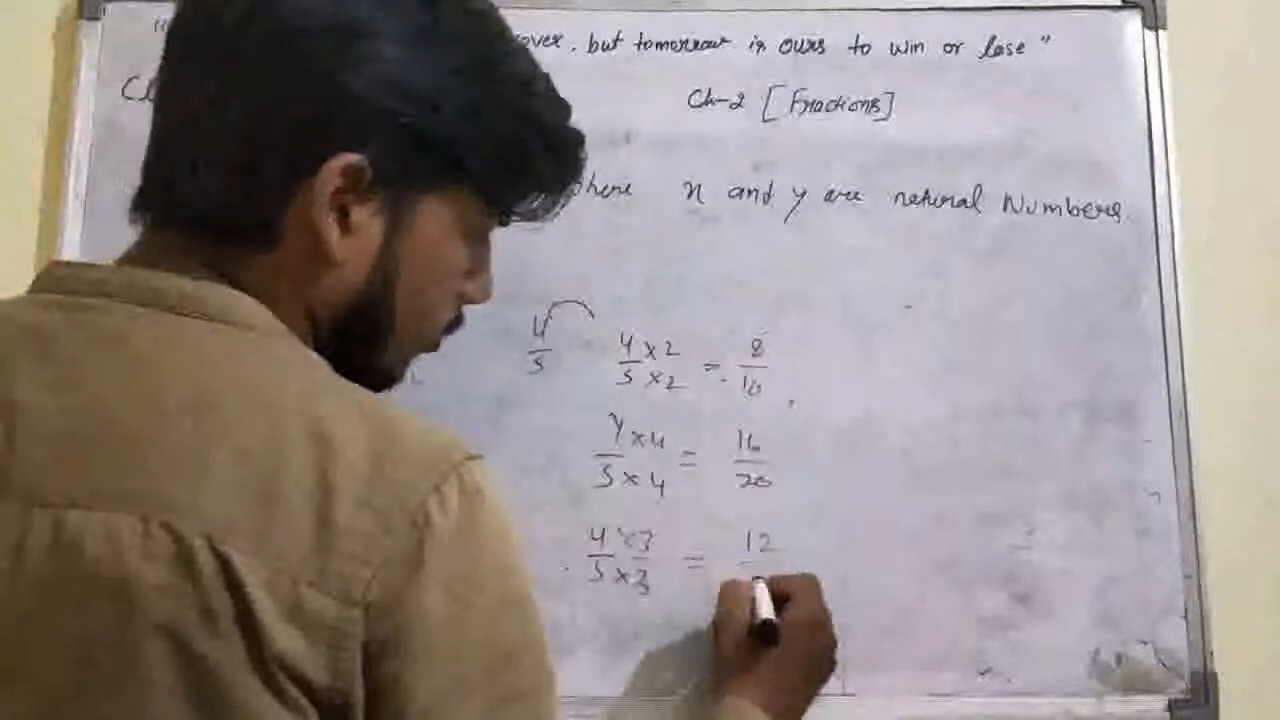 over, but tomorrow is ours to win or lose"
Ch-2 [Fractions]
where x and y are natural Numbers
4/5 4×2/5×2 = 8/10
4×4/5×4 = 16/20
4×3/5×3 = 12